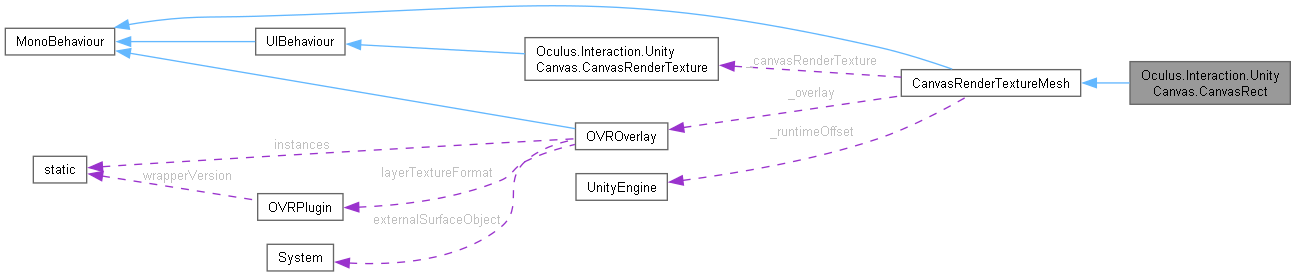 MonoBehaviour
UIBehaviour
Oculus.Interaction.Unity
Canvas.CanvasRenderTexture
_canvasRenderTexture
CanvasRenderTextureMesh
Oculus.Interaction.Unity
Canvas.CanvasRect
_overlay
_runtimeOffset
OVROverlay
instances
static
wrapperVersion
layerTextureFormat
UnityEngine
OVRPlugin
externalSurfaceObject
System